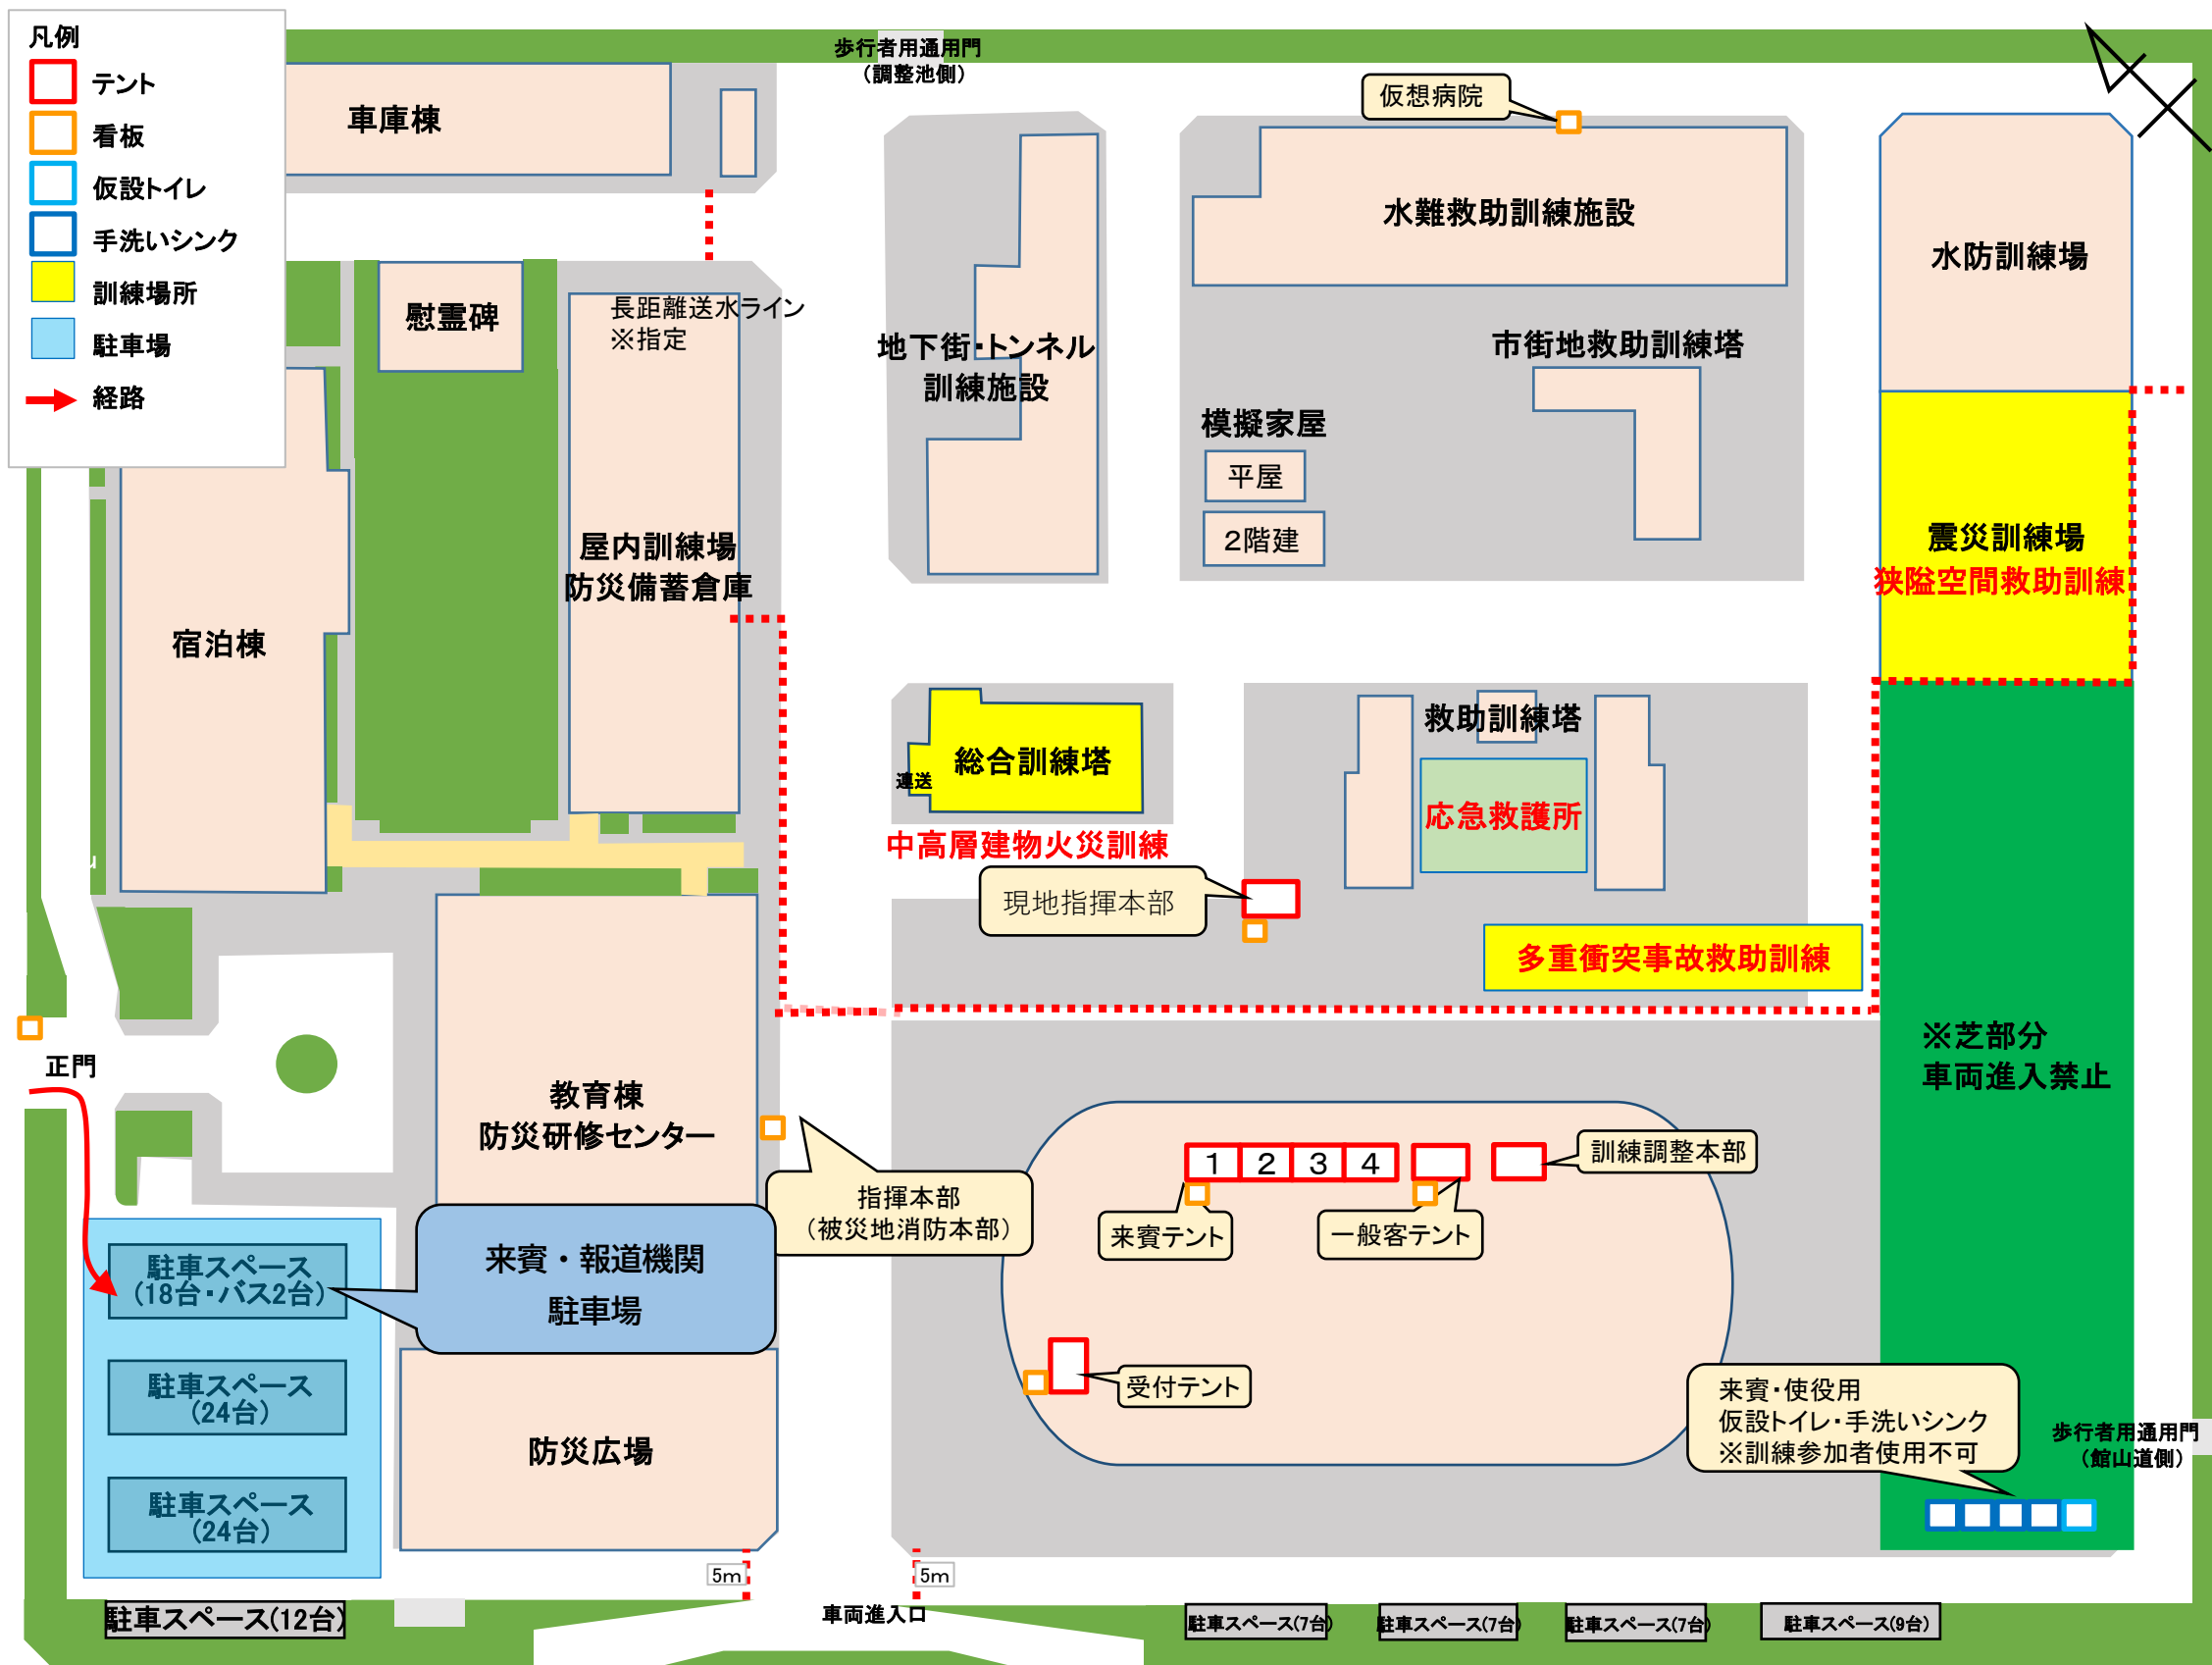 凡例
テント
看板
仮設トイレ
手洗いシンク
訓練場所
駐車場
経路
車庫棟
歩行者用通用門
（調整池側）
仮想病院
水難救助訓練施設
水防訓練場
慰霊碑
長距離送水ライン
※指定
地下街・トンネル
訓練施設
市街地救助訓練塔
模擬家屋
平屋
2階建
屋内訓練場
防災備蓄倉庫
震災訓練場
狭隘空間救助訓練
宿泊棟
総合訓練塔
連送
中高層建物火災訓練
救助訓練塔
応急救護所
現地指揮本部
多重衝突事故救助訓練
※芝部分
車両進入禁止
正門
教育棟
防災研修センター
指揮本部
（被災地消防本部）
1 2 3 4
訓練調整本部
来賓テント
一般客テント
来賓・報道機関
駐車場
駐車スペース
（18台・バス2台）
駐車スペース
（24台）
駐車スペース
（24台）
受付テント
防災広場
来賓・使役用
仮設トイレ・手洗いシンク
※訓練参加者使用不可
歩行者用通用門
（館山道側）
5m
5m
車両進入口
駐車スペース(12台)
駐車スペース(7台)
駐車スペース(7台)
駐車スペース(7台)
駐車スペース(9台)